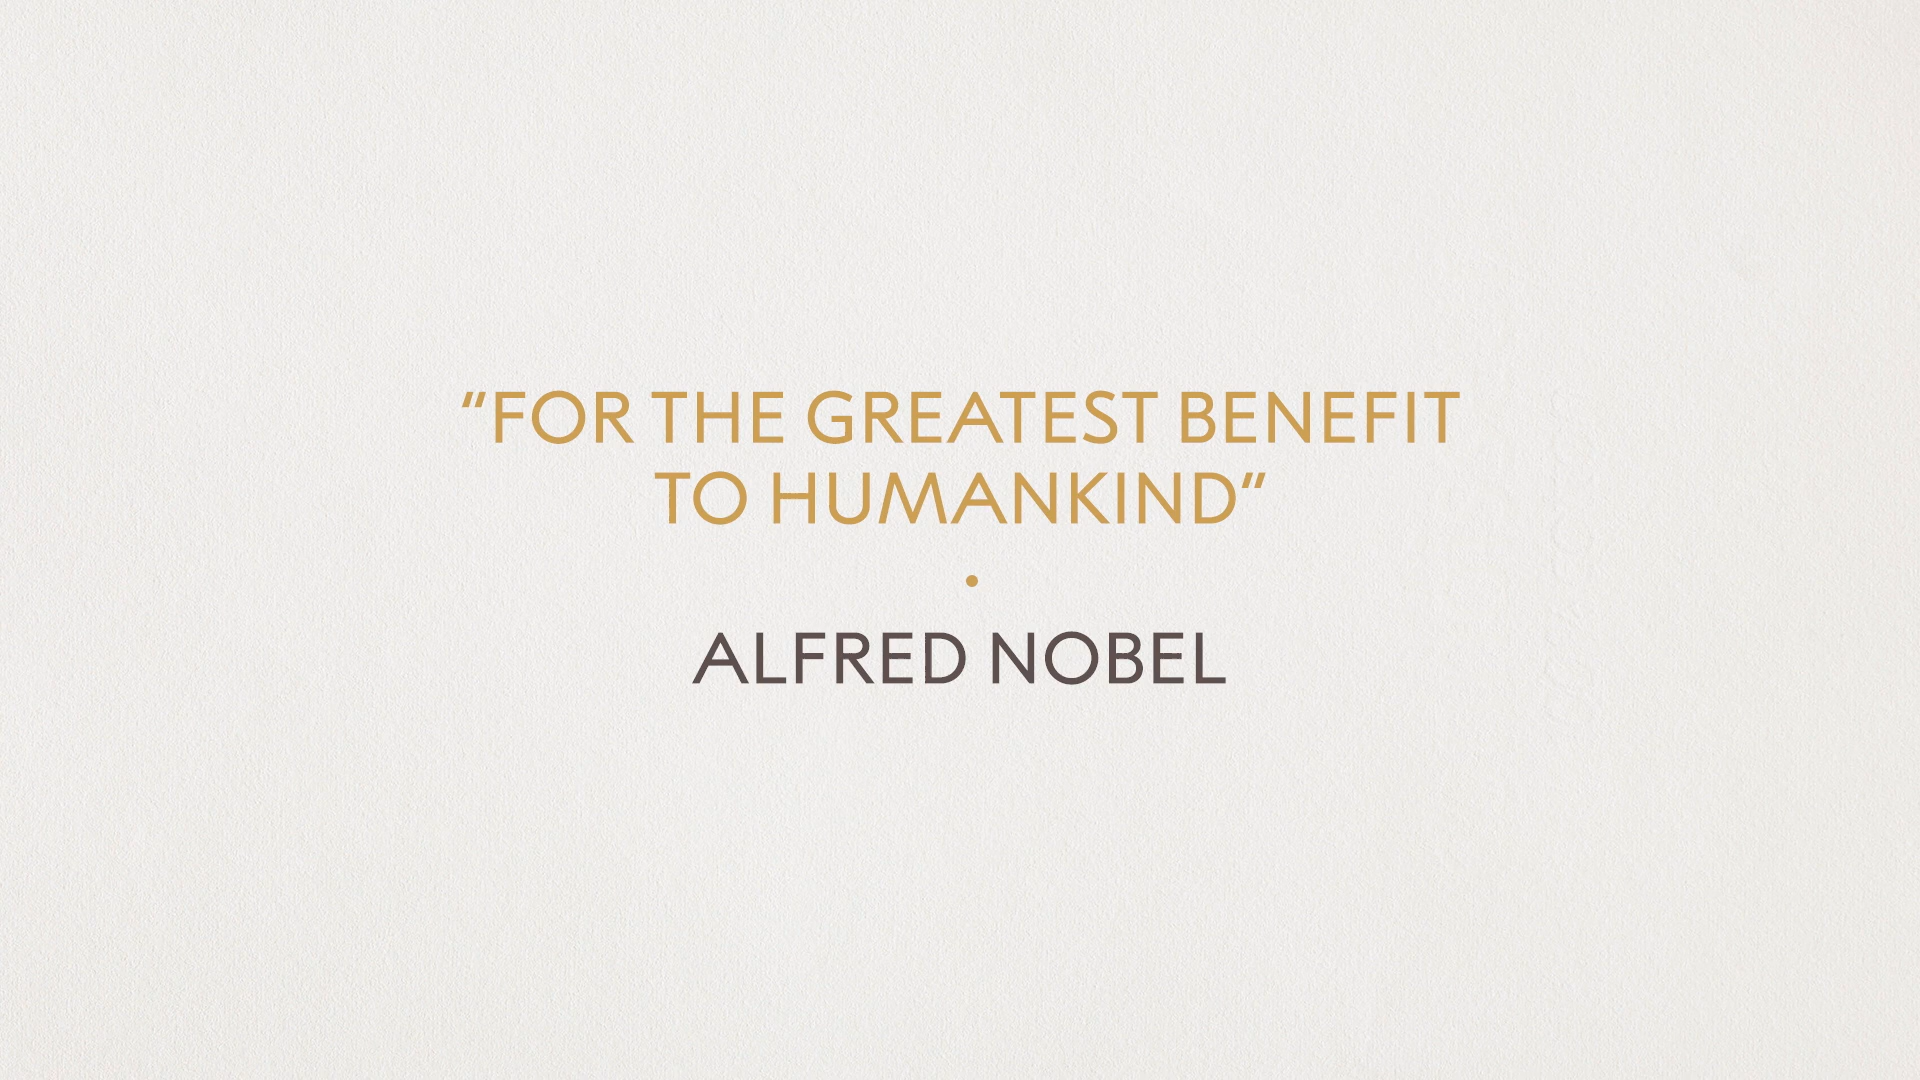 “FOR THE GREATEST BENEFIT
TO HUMANKIND”
•
ALFRED NOBEL